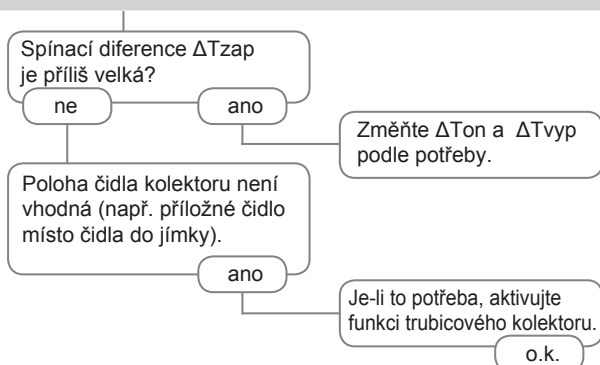 Spínací diference ΔTzap
je příliš velká?
ne
ano
Změňte ΔTon a ΔTvyp
podle potřeby.
Poloha čidla kolektoru není
vhodná (např. příložné čidlo
místo čidla do jímky).
ano
Je-li to potřeba, aktivujte
funkci trubicového kolektoru.
o.k.